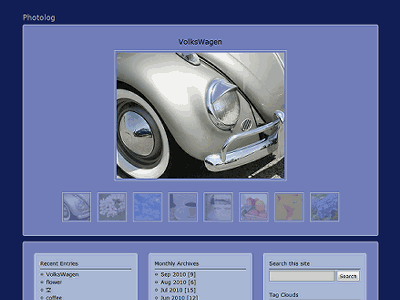 Photolog
VolksWagen
Recent Entries
VolksWagen
flower
空
coffee
Monthly Archives
Sep 2010 [9]
Aug 2010 [6]
Jul 2010 [15]
Jun 2010 [12]
Search this site
Search
Tag Clouds